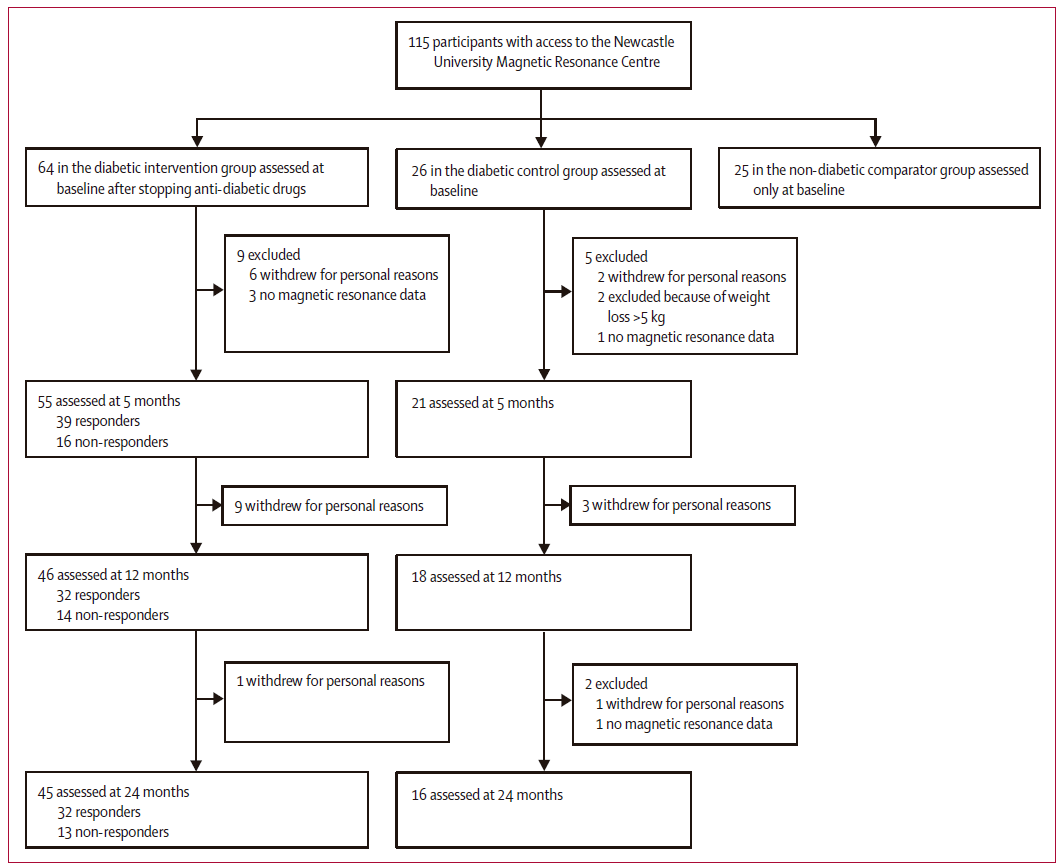 115 participants with access to the Newcastle
University Magnetic Resonance Centre
64 in the diabetic intervention group assessed at
baseline after stopping anti-diabetic drugs
26 in the diabetic control group assessed at
baseline
25 in the non-diabetic comparator group assessed
only at baseline
9 excluded
6 withdrew for personal reasons
3 no magnetic resonance data
5 excluded
2 withdrew for personal reasons
2 excluded because of weight
loss >5 kg
1 no magnetic resonance data
55 assessed at 5 months
39 responders
16 non-responders
21 assessed at 5 months
9 withdrew for personal reasons
3 withdrew for personal reasons
46 assessed at 12 months
32 responders
14 non-responders
18 assessed at 12 months
1 withdrew for personal reasons
2 excluded
1 withdrew for personal reasons
1 no magnetic resonance data
45 assessed at 24 months
32 responders
13 non-responders
16 assessed at 24 months